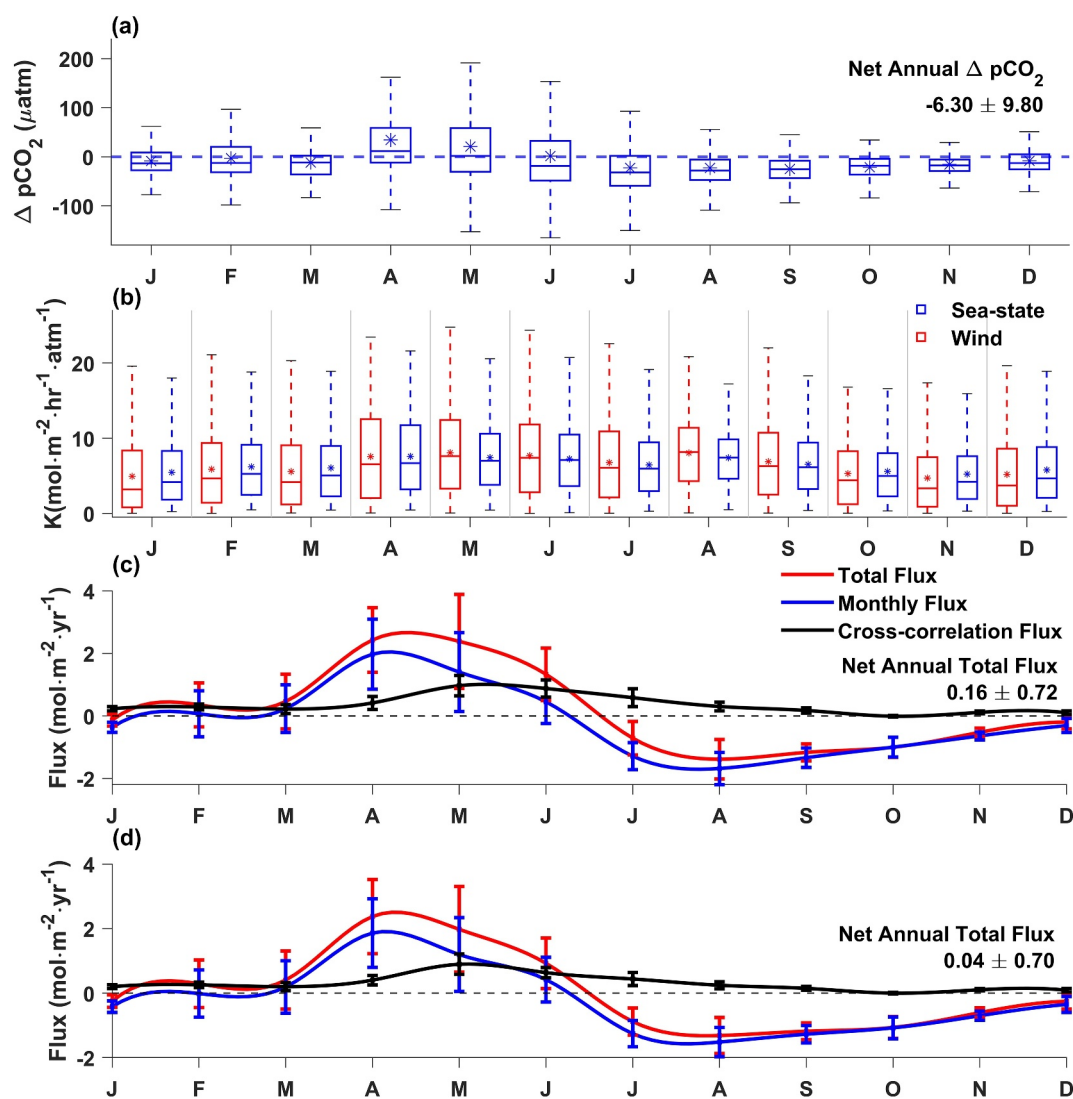 (a)
Δ pCO₂ (μatm)
200
100
0
-100
Net Annual Δ pCO₂
-6.30 ± 9.80
J F M A M J J A S O N D
(b)
K(mol·m⁻²·hr⁻¹·atm⁻¹)
20
10
0
Sea-state
Wind
J F M A M J J A S O N D
(c)
Flux (mol·m⁻²·yr⁻¹)
4
2
0
-2
Total Flux
Monthly Flux
Cross-correlation Flux
Net Annual Total Flux
0.16 ± 0.72
J F M A M J J A S O N D
(d)
Flux (mol·m⁻²·yr⁻¹)
4
2
0
-2
Net Annual Total Flux
0.04 ± 0.70
J F M A M J J A S O N D